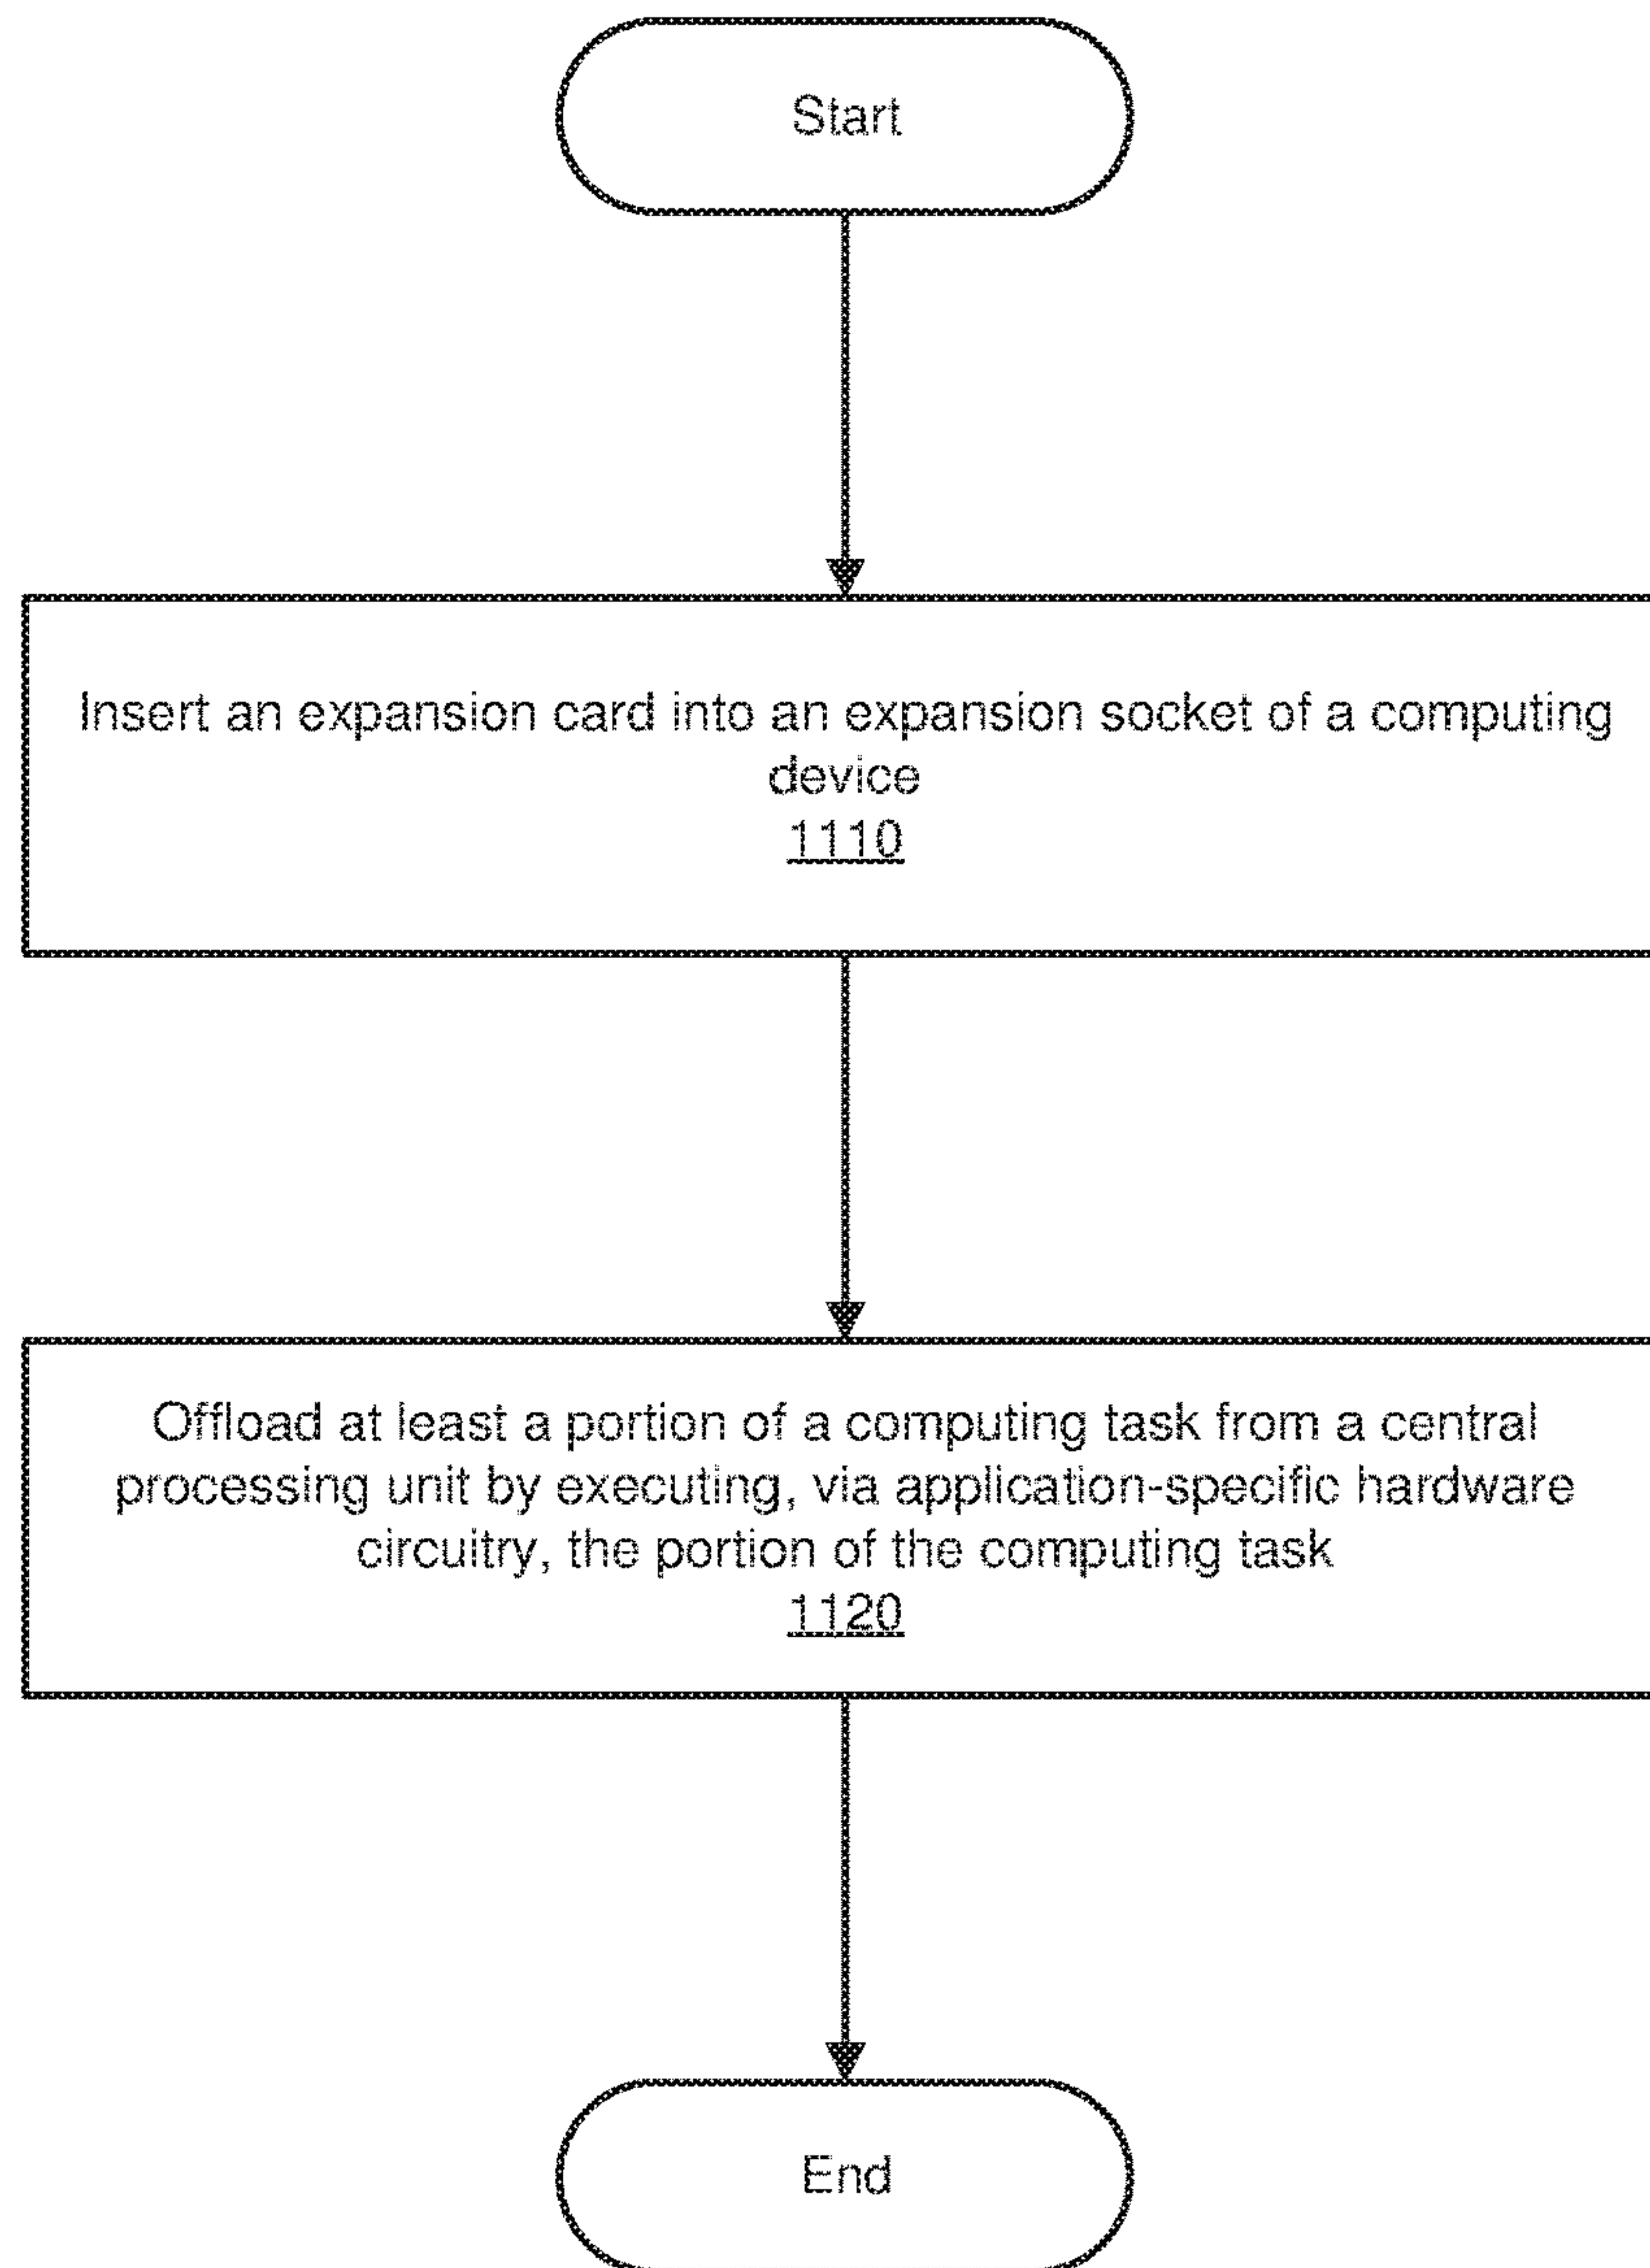 Start
Insert an expansion card into an expansion socket of a computing
device
1110
Offload at least a portion of a computing task from a central
processing unit by executing, via application-specific hardware
circuitry, the portion of the computing task
1120
End